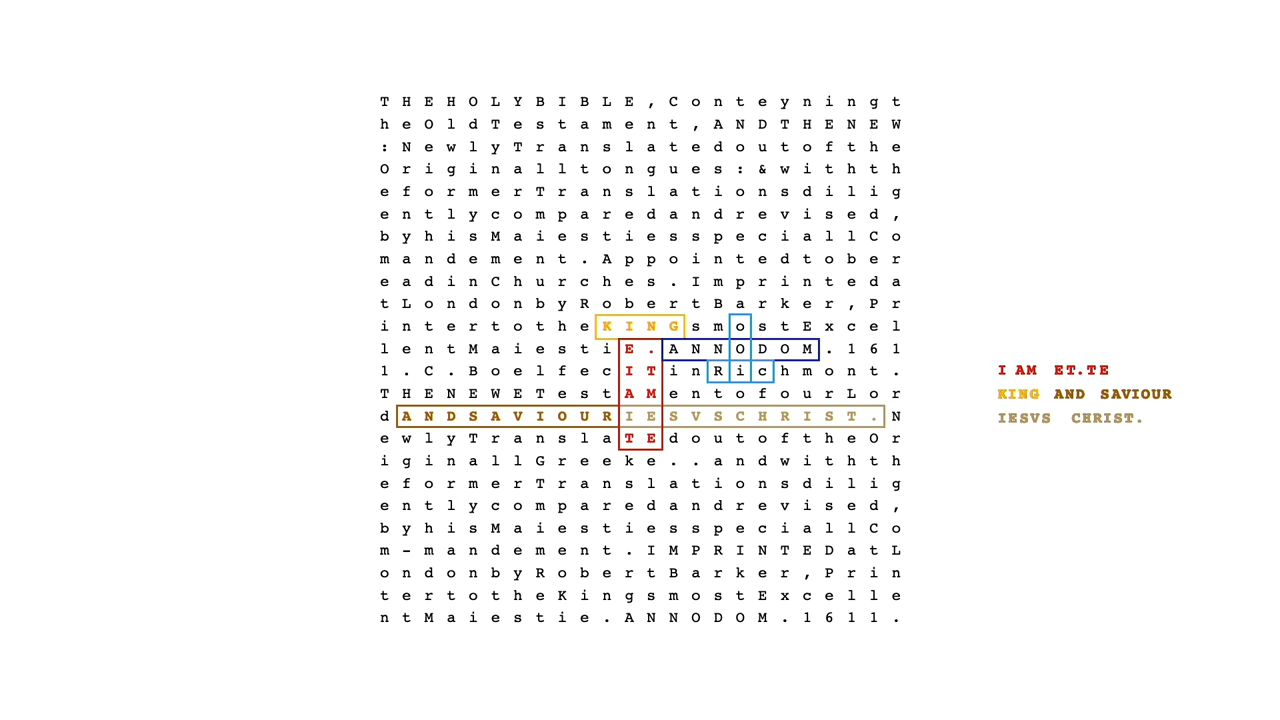 THEHOLYBIBLE,Conteyningt
heOldTestament,ANDTHENEW
:NewlyTranslatedoutofthe
Originalltongues:&withth
eformerTranslationsdilig
entlycomparedandrevised,
byhisMaiestiesspeciallCo
mandement.Appointedtober
eadinChurches.Imprinteda
tLondonbyRobertBarker,Pr
intertotheKINGsmostExcel
lentMaiestiE.ANNODOM.161
1.C.BoelfecITinRichmont.
THENEWETestAMentofourLor
dANDSAVIOURIESVSCHRIST.N
ewlyTranslaTEdoutoftheOr
iginallGreeke..andwithth
eformerTranslationsdilig
entlycomparedandrevised,
byhisMaiestiesspeciallCo
m-mandement.IMPRINTEDatL
ondonbyRobertBarker,Prin
tertotheKingsmostExcelle
ntMaiestie.ANNODOM.1611.
I AM ET.TE
KING AND SAVIOUR
IESVS CHRIST.